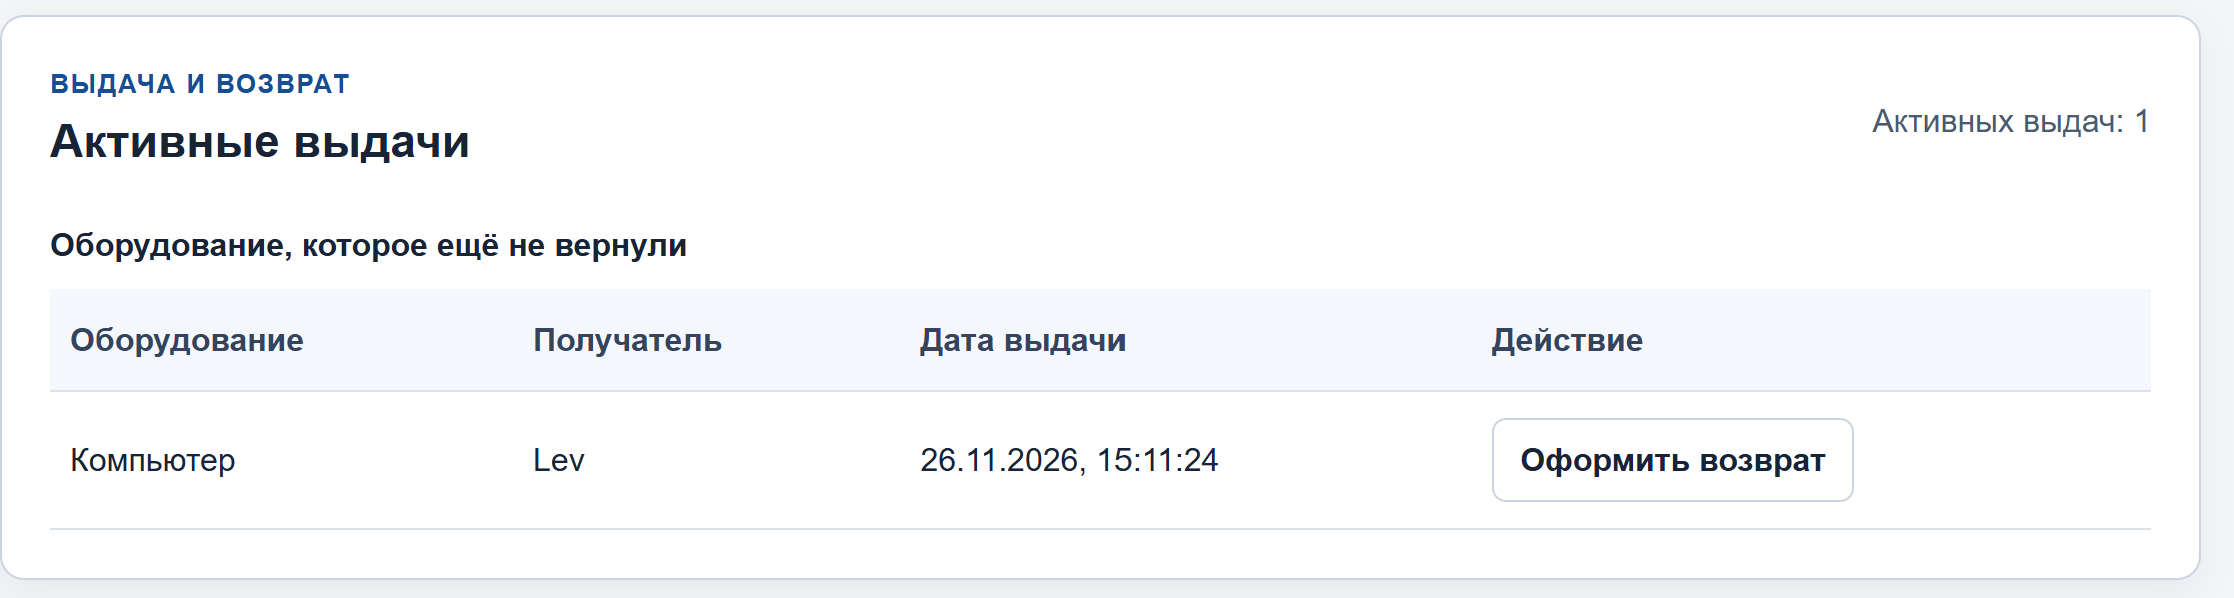 ВЫДАЧА И ВОЗВРАТ
Активные выдачи
Активных выдач: 1
Оборудование, которое ещё не вернули
Оборудование Получатель Дата выдачи Действие
Компьютер Lev 26.11.2026, 15:11:24 Оформить возврат